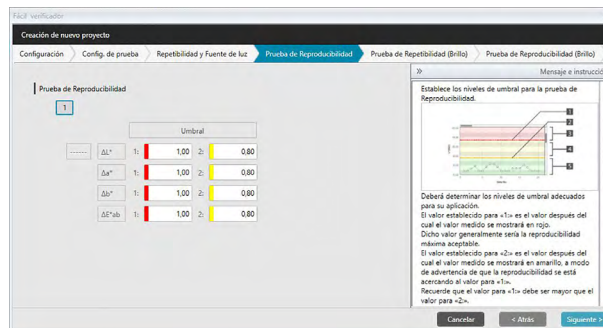 Fácil verificador
Creación de nuevo proyecto
Configuración
Config. de prueba
Repetibilidad y Fuente de luz
Prueba de Reproducibilidad
Prueba de Repetibilidad (Brillo)
Prueba de Reproducibilidad (Brillo)
» Mensaje e instrucció
Prueba de Reproducibilidad
1
Umbral
------ ΔL* 1: 1,00 2: 0,80
Δa* 1: 1,00 2: 0,80
Δb* 1: 1,00 2: 0,80
ΔE*ab 1: 1,00 2: 0,80
Establece los niveles de umbral para la prueba de
Reproducibilidad.
1
2
3
4
5
Deberá determinar los niveles de umbral adecuados
para su aplicación.
El valor establecido para «1:» es el valor después del
cual el valor medido se mostrará en rojo.
Dicho valor generalmente sería la reproducibilidad
máxima aceptable.
El valor establecido para «2:» es el valor después del
cual el valor medido se mostrará en amarillo, a modo
de advertencia de que la reproducibilidad se está
acercando al valor para «1:».
Recuerde que el valor para «1:» debe ser mayor que el
valor para «2:».
Cancelar
< Atrás
Siguiente >